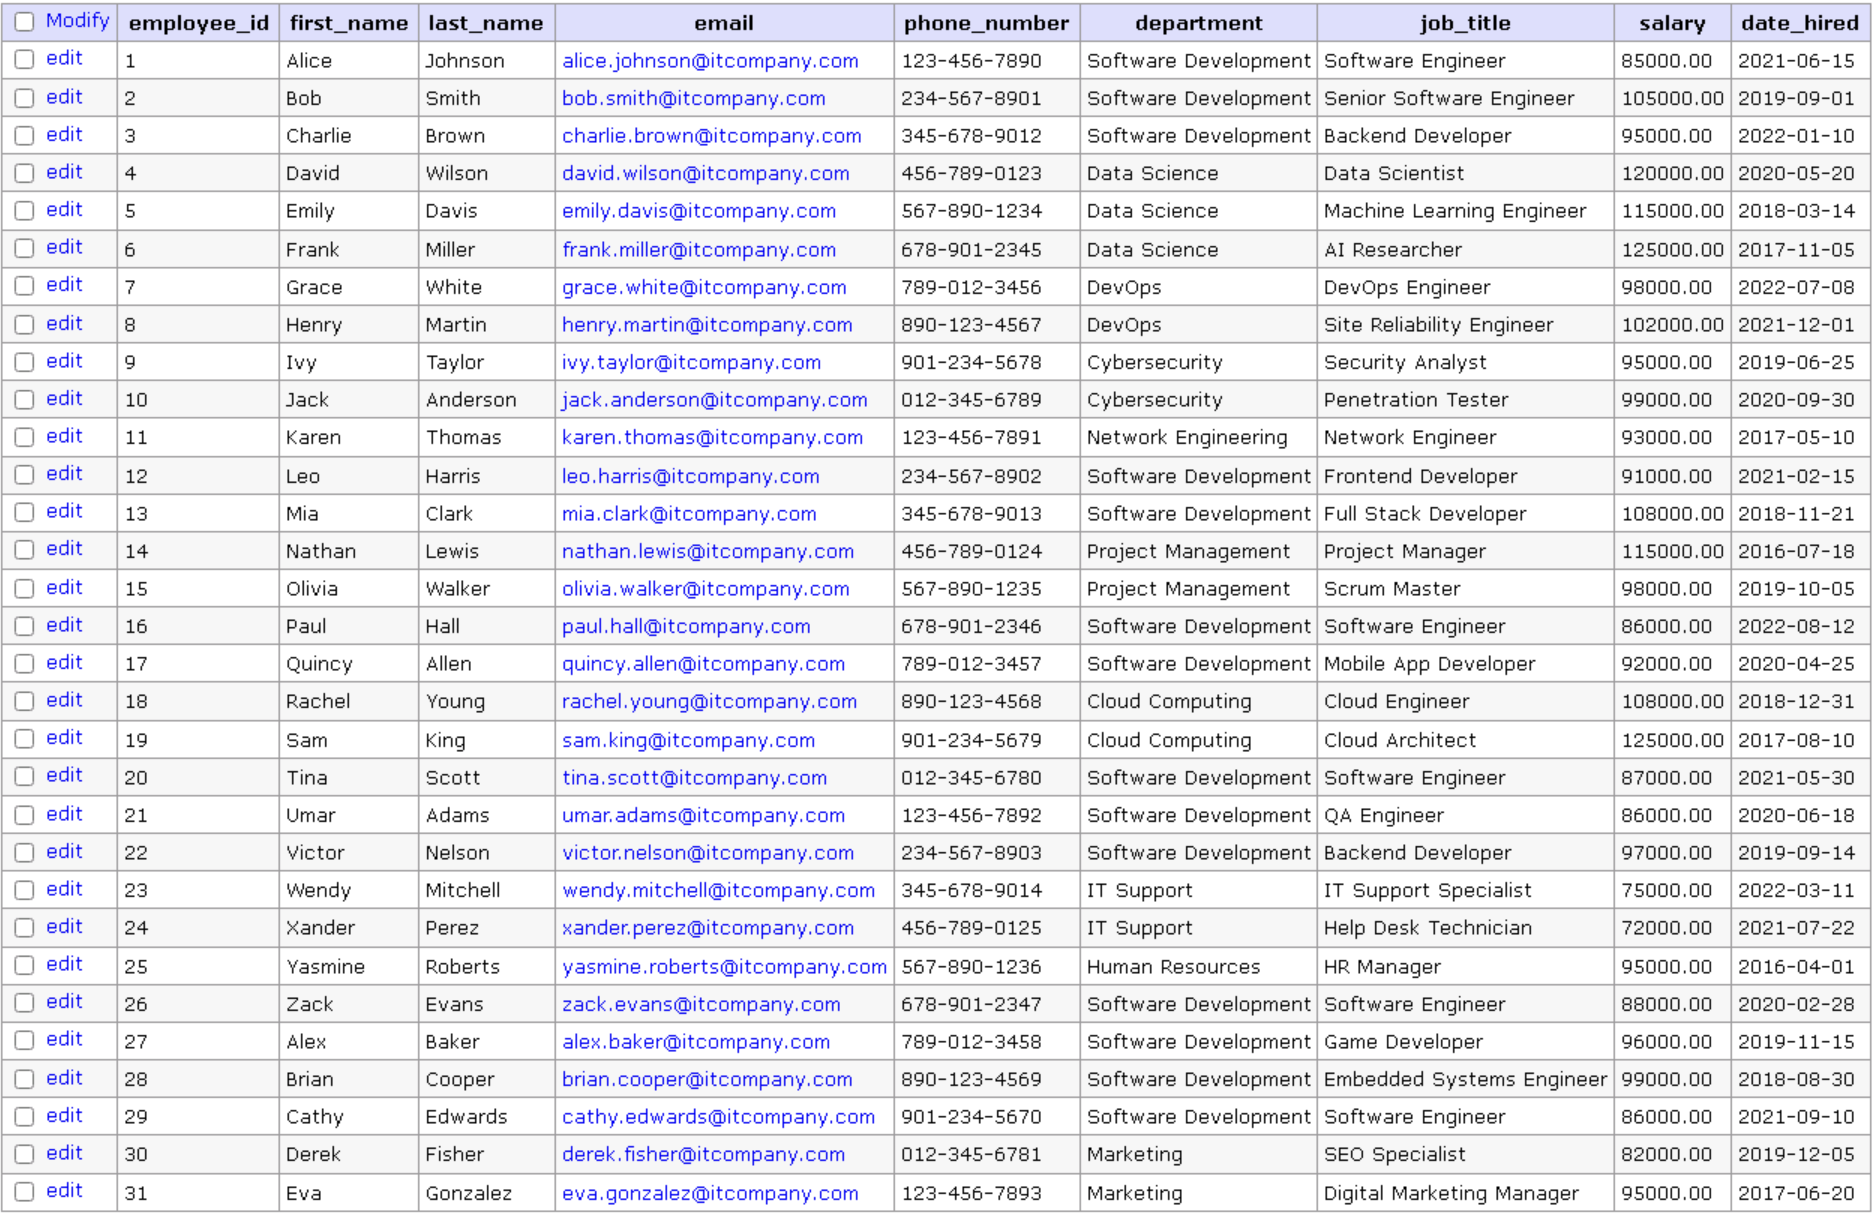 Modify employee_id first_name last_name email phone_number department job_title salary date_hired
edit 1 Alice Johnson alice.johnson@itcompany.com 123-456-7890 Software Development Software Engineer 85000.00 2021-06-15
edit 2 Bob Smith bob.smith@itcompany.com 234-567-8901 Software Development Senior Software Engineer 105000.00 2019-09-01
edit 3 Charlie Brown charlie.brown@itcompany.com 345-678-9012 Software Development Backend Developer 95000.00 2022-01-10
edit 4 David Wilson david.wilson@itcompany.com 456-789-0123 Data Science Data Scientist 120000.00 2020-05-20
edit 5 Emily Davis emily.davis@itcompany.com 567-890-1234 Data Science Machine Learning Engineer 115000.00 2018-03-14
edit 6 Frank Miller frank.miller@itcompany.com 678-901-2345 Data Science AI Researcher 125000.00 2017-11-05
edit 7 Grace White grace.white@itcompany.com 789-012-3456 DevOps DevOps Engineer 98000.00 2022-07-08
edit 8 Henry Martin henry.martin@itcompany.com 890-123-4567 DevOps Site Reliability Engineer 102000.00 2021-12-01
edit 9 Ivy Taylor ivy.taylor@itcompany.com 901-234-5678 Cybersecurity Security Analyst 95000.00 2019-06-25
edit 10 Jack Anderson jack.anderson@itcompany.com 012-345-6789 Cybersecurity Penetration Tester 99000.00 2020-09-30
edit 11 Karen Thomas karen.thomas@itcompany.com 123-456-7891 Network Engineering Network Engineer 93000.00 2017-05-10
edit 12 Leo Harris leo.harris@itcompany.com 234-567-8902 Software Development Frontend Developer 91000.00 2021-02-15
edit 13 Mia Clark mia.clark@itcompany.com 345-678-9013 Software Development Full Stack Developer 108000.00 2018-11-21
edit 14 Nathan Lewis nathan.lewis@itcompany.com 456-789-0124 Project Management Project Manager 115000.00 2016-07-18
edit 15 Olivia Walker olivia.walker@itcompany.com 567-890-1235 Project Management Scrum Master 98000.00 2019-10-05
edit 16 Paul Hall paul.hall@itcompany.com 678-901-2346 Software Development Software Engineer 86000.00 2022-08-12
edit 17 Quincy Allen quincy.allen@itcompany.com 789-012-3457 Software Development Mobile App Developer 92000.00 2020-04-25
edit 18 Rachel Young rachel.young@itcompany.com 890-123-4568 Cloud Computing Cloud Engineer 108000.00 2018-12-31
edit 19 Sam King sam.king@itcompany.com 901-234-5679 Cloud Computing Cloud Architect 125000.00 2017-08-10
edit 20 Tina Scott tina.scott@itcompany.com 012-345-6780 Software Development Software Engineer 87000.00 2021-05-30
edit 21 Umar Adams umar.adams@itcompany.com 123-456-7892 Software Development QA Engineer 86000.00 2020-06-18
edit 22 Victor Nelson victor.nelson@itcompany.com 234-567-8903 Software Development Backend Developer 97000.00 2019-09-14
edit 23 Wendy Mitchell wendy.mitchell@itcompany.com 345-678-9014 IT Support IT Support Specialist 75000.00 2022-03-11
edit 24 Xander Perez xander.perez@itcompany.com 456-789-0125 IT Support Help Desk Technician 72000.00 2021-07-22
edit 25 Yasmine Roberts yasmine.roberts@itcompany.com 567-890-1236 Human Resources HR Manager 95000.00 2016-04-01
edit 26 Zack Evans zack.evans@itcompany.com 678-901-2347 Software Development Software Engineer 88000.00 2020-02-28
edit 27 Alex Baker alex.baker@itcompany.com 789-012-3458 Software Development Game Developer 96000.00 2019-11-15
edit 28 Brian Cooper brian.cooper@itcompany.com 890-123-4569 Software Development Embedded Systems Engineer 99000.00 2018-08-30
edit 29 Cathy Edwards cathy.edwards@itcompany.com 901-234-5670 Software Development Software Engineer 86000.00 2021-09-10
edit 30 Derek Fisher derek.fisher@itcompany.com 012-345-6781 Marketing SEO Specialist 82000.00 2019-12-05
edit 31 Eva Gonzalez eva.gonzalez@itcompany.com 123-456-7893 Marketing Digital Marketing Manager 95000.00 2017-06-20